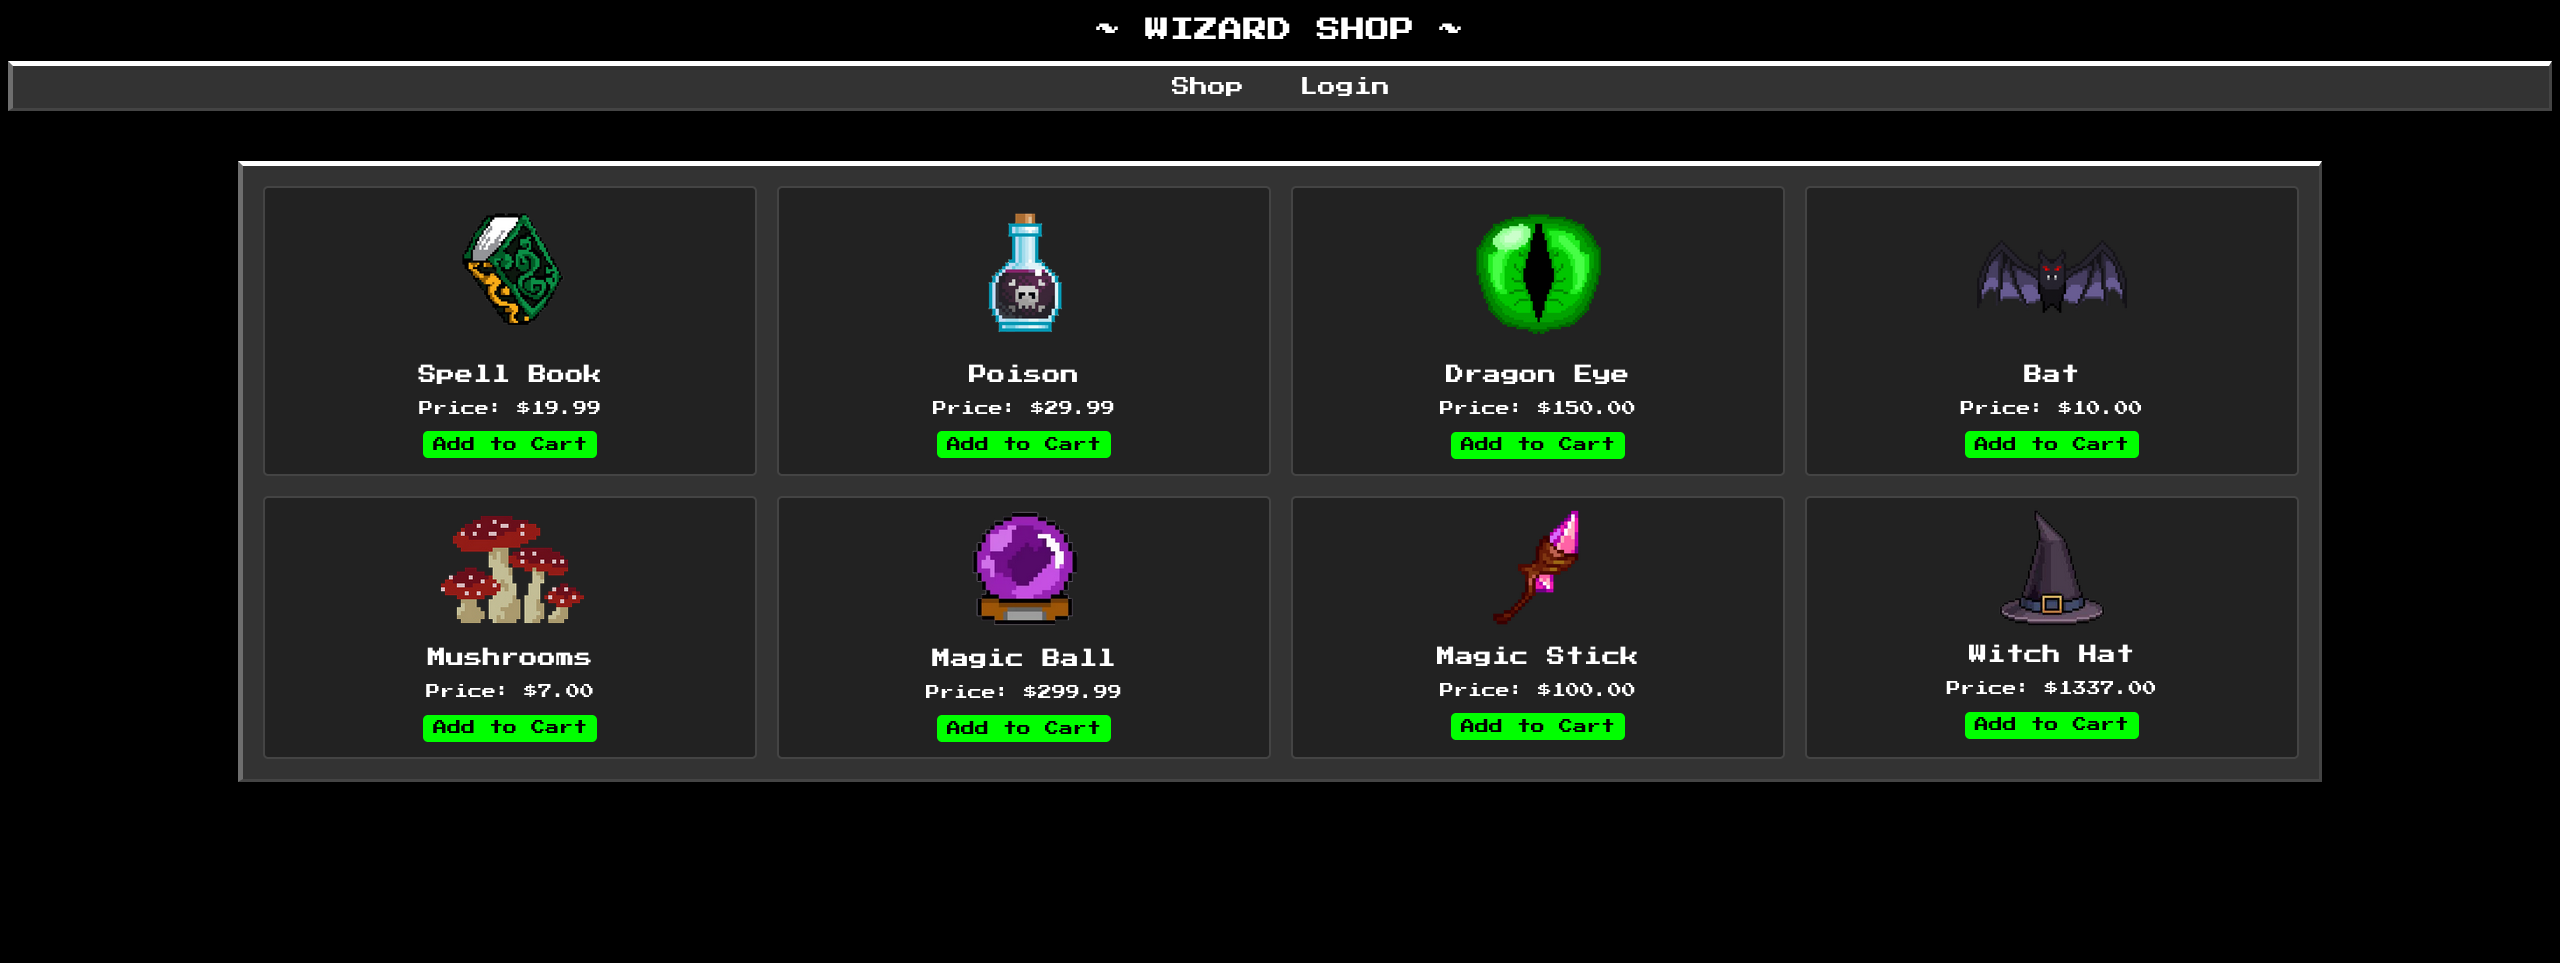 ~ WIZARD SHOP ~
Shop Login
Spell Book
Price: $19.99
Add to Cart
Poison
Price: $29.99
Add to Cart
Dragon Eye
Price: $150.00
Add to Cart
Bat
Price: $10.00
Add to Cart
Mushrooms
Price: $7.00
Add to Cart
Magic Ball
Price: $299.99
Add to Cart
Magic Stick
Price: $100.00
Add to Cart
Witch Hat
Price: $1337.00
Add to Cart